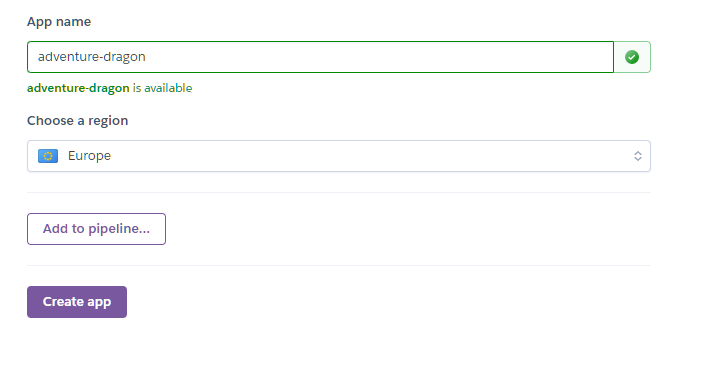 App name
adventure-dragon
adventure-dragon is available
Choose a region
Europe
Add to pipeline...
Create app